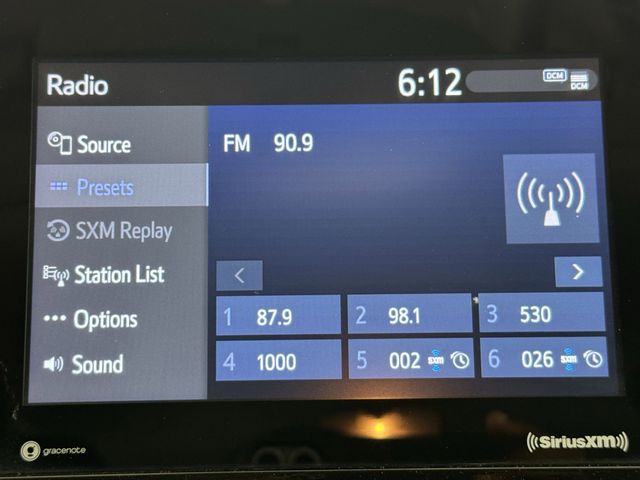 Radio
6:12
DCM
DCM
Source
FM 90.9
Presets
SXM Replay
Station List
1 87.9
2 98.1
3 530
Options
4 1000
5 002 sxm
6 026 sxm
Sound
gracenote
SiriusXM